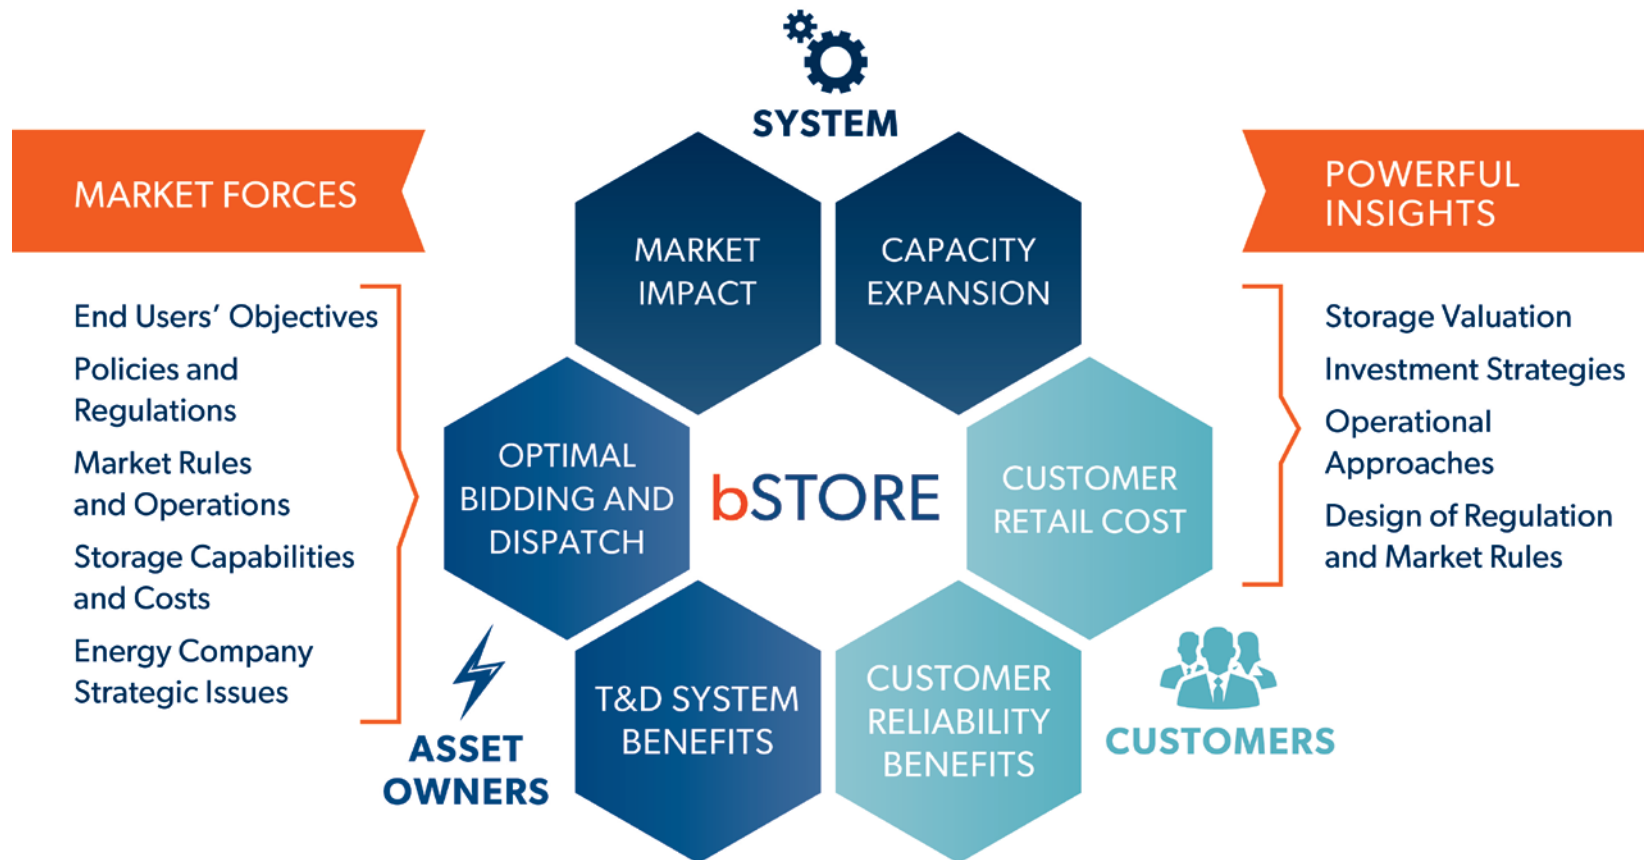 SYSTEM
MARKET FORCES
End Users’ Objectives
Policies and
Regulations
Market Rules
and Operations
Storage Capabilities
and Costs
Energy Company
Strategic Issues
MARKET
IMPACT
CAPACITY
EXPANSION
OPTIMAL
BIDDING AND
DISPATCH
bSTORE
CUSTOMER
RETAIL COST
T&D SYSTEM
BENEFITS
CUSTOMER
RELIABILITY
BENEFITS
ASSET
OWNERS
CUSTOMERS
POWERFUL
INSIGHTS
Storage Valuation
Investment Strategies
Operational
Approaches
Design of Regulation
and Market Rules